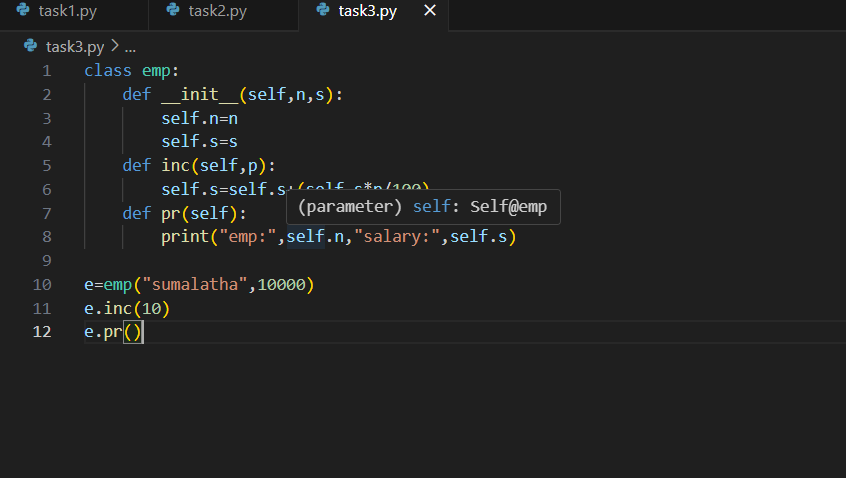 task1.py
task2.py
task3.py
task3.py > ...
1 class emp:
2 def __init__(self,n,s):
3 self.n=n
4 self.s=s
5 def inc(self,p):
6 self.s=self.s+(self.s*p/100)
7 def pr(self):
(parameter) self: Self@emp
8 print("emp:",self.n,"salary:",self.s)
9
10 e=emp("sumalatha",10000)
11 e.inc(10)
12 e.pr()